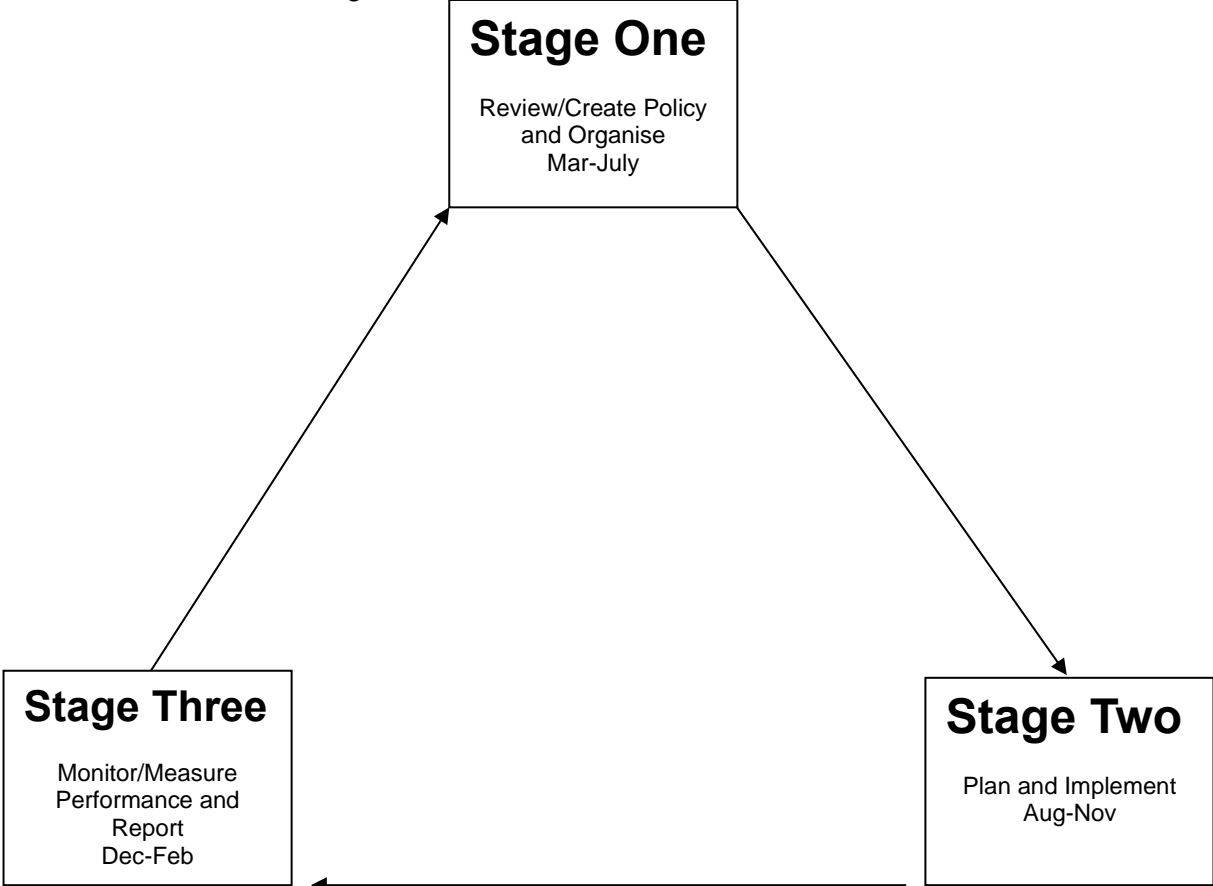 Stage One
Review/Create Policy
and Organise
Mar-July
Stage Two
Plan and Implement
Aug-Nov
Stage Three
Monitor/Measure
Performance and
Report
Dec-Feb